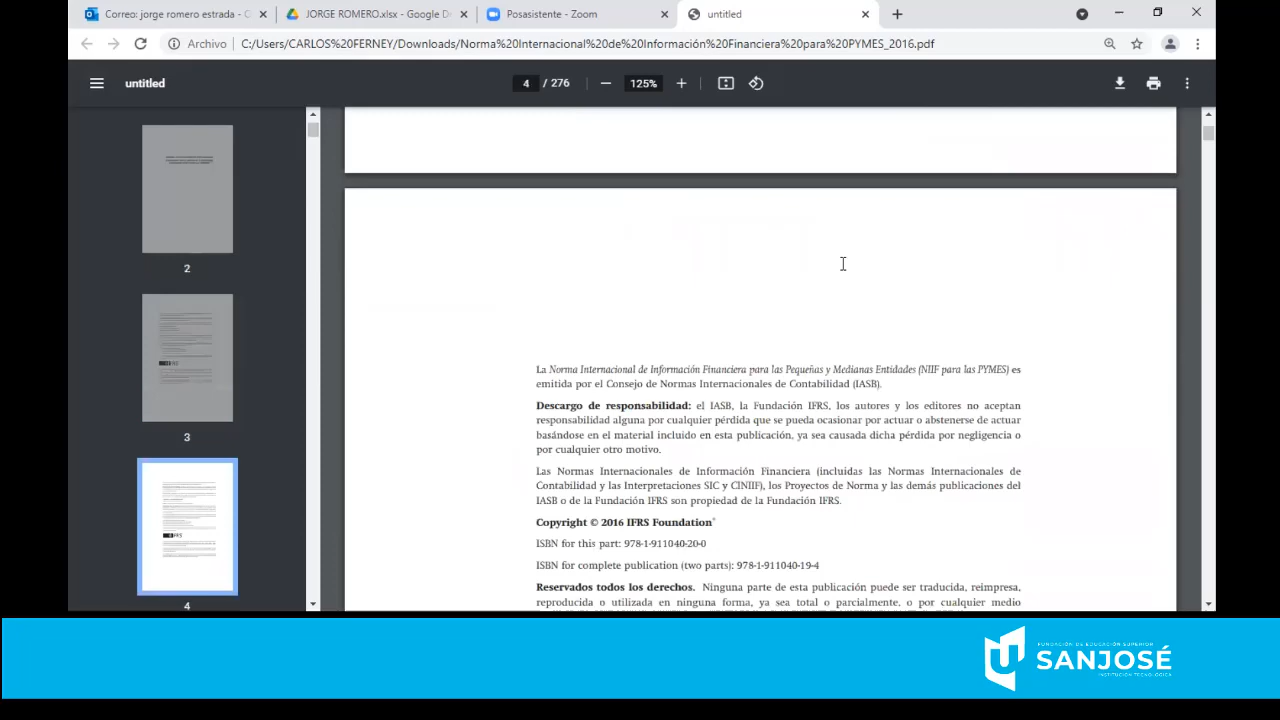 Correo: jorge romero estrada - O
JORGE ROMERO.xlsx - Google D
Posasistente - Zoom
untitled
Archivo
C:/Users/CARLOS%20FERNEY/Downloads/Norma%20Internacional%20de%20Información%20Financiera%20para%20PYMES_2016.pdf
untitled
4 / 276
125%
2
3
4
La Norma Internacional de Información Financiera para las Pequeñas y Medianas Entidades (NIIF para las PYMES) es
emitida por el Consejo de Normas Internacionales de Contabilidad (IASB).
Descargo de responsabilidad: el IASB, la Fundación IFRS, los autores y los editores no aceptan
responsabilidad alguna por cualquier pérdida que se pueda ocasionar por actuar o abstenerse de actuar
basándose en el material incluido en esta publicación, ya sea causada dicha pérdida por negligencia o
por cualquier otro motivo.
Las Normas Internacionales de Información Financiera (incluidas las Normas Internacionales de
Contabilidad y las Interpretaciones SIC y CINIIF), los Proyectos de Norma y las demás publicaciones del
IASB o de la Fundación IFRS son propiedad de la Fundación IFRS.
Copyright © 2016 IFRS Foundation®
ISBN for this part: 978-1-911040-20-0
ISBN for complete publication (two parts): 978-1-911040-19-4
Reservados todos los derechos. Ninguna parte de esta publicación puede ser traducida, reimpresa,
reproducida o utilizada en ninguna forma, ya sea total o parcialmente, o por cualquier medio
FUNDACIÓN DE EDUCACIÓN SUPERIOR
SANJOSÉ
INSTITUCIÓN TECNOLÓGICA